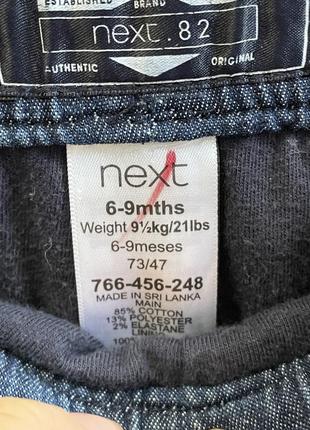 ESTABLISHED BRAND
next.82
AUTHENTIC ORIGINAL
next
6-9mths
Weight 9½kg/21lbs
6-9meses
73/47
766-456-248
MADE IN SRI LANKA
MAIN
85% COTTON
13% POLYESTER
2% ELASTANE
LINING